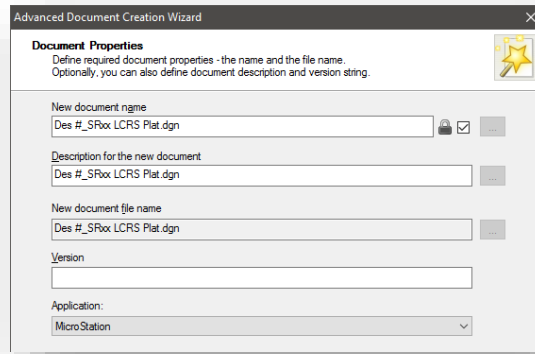 Advanced Document Creation Wizard
Document Properties
Define required document properties - the name and the file name.
Optionally, you can also define document description and version string.
New document name
Des #_SRxx LCRS Plat.dgn
...
Description for the new document
Des #_SRxx LCRS Plat.dgn
...
New document file name
Des #_SRxx LCRS Plat.dgn
...
Version
Application:
MicroStation